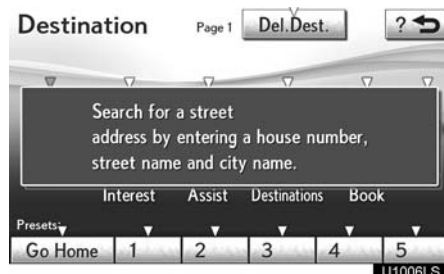 Destination Page 1 Del.Dest. ?
Search for a street
address by entering a house number,
street name and city name.
Interest Assist Destinations Book
Presets:
Go Home 1 2 3 4 5
U1006LS